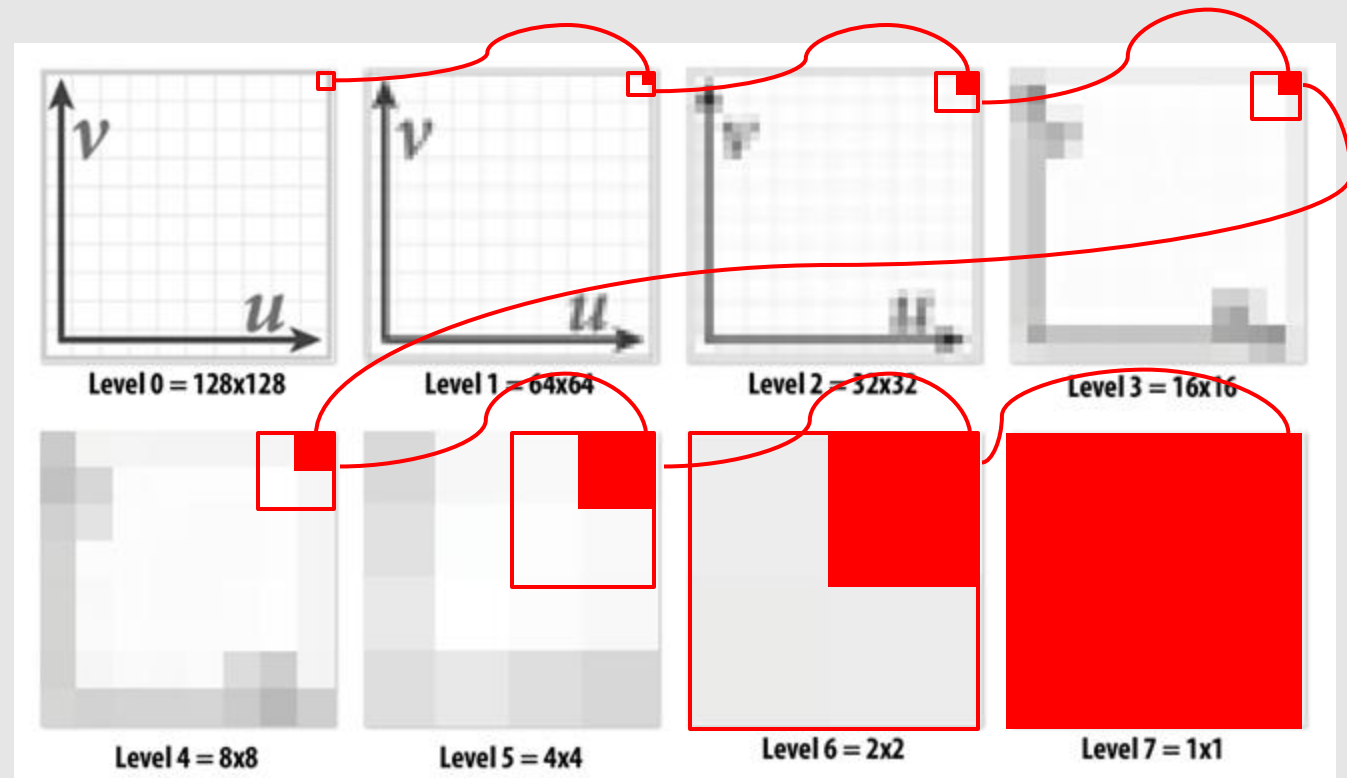 v
u
v
u
v
u
Level 0 = 128x128
Level 1 = 64x64
Level 2 = 32x32
Level 3 = 16x16
Level 4 = 8x8
Level 5 = 4x4
Level 6 = 2x2
Level 7 = 1x1